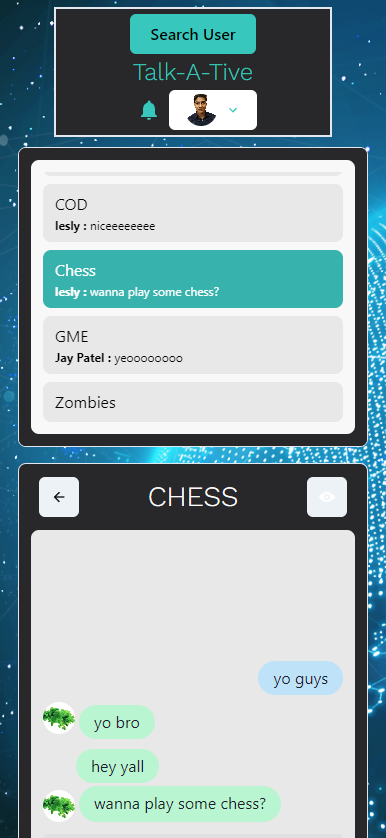 Search User
Talk-A-Tive
COD
lesly : niceeeeeeee
Chess
lesly : wanna play some chess?
GME
Jay Patel : yeoooooooo
Zombies
CHESS
yo guys
yo bro
hey yall
wanna play some chess?